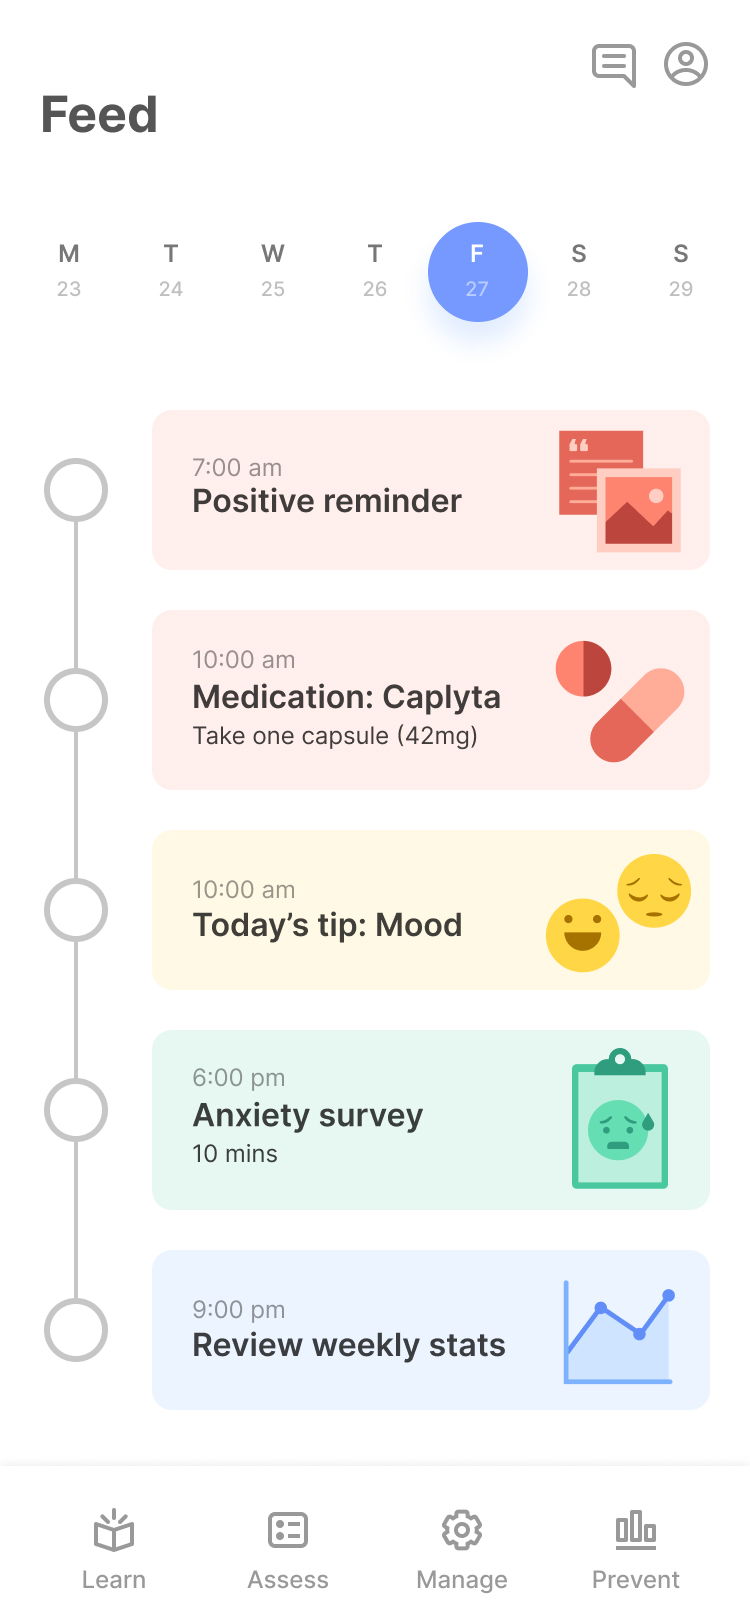 Feed
M T W T F S S
23 24 25 26 27 28 29
7:00 am
Positive reminder
10:00 am
Medication: Caplyta
Take one capsule (42mg)
10:00 am
Today’s tip: Mood
6:00 pm
Anxiety survey
10 mins
9:00 pm
Review weekly stats
Learn Assess Manage Prevent